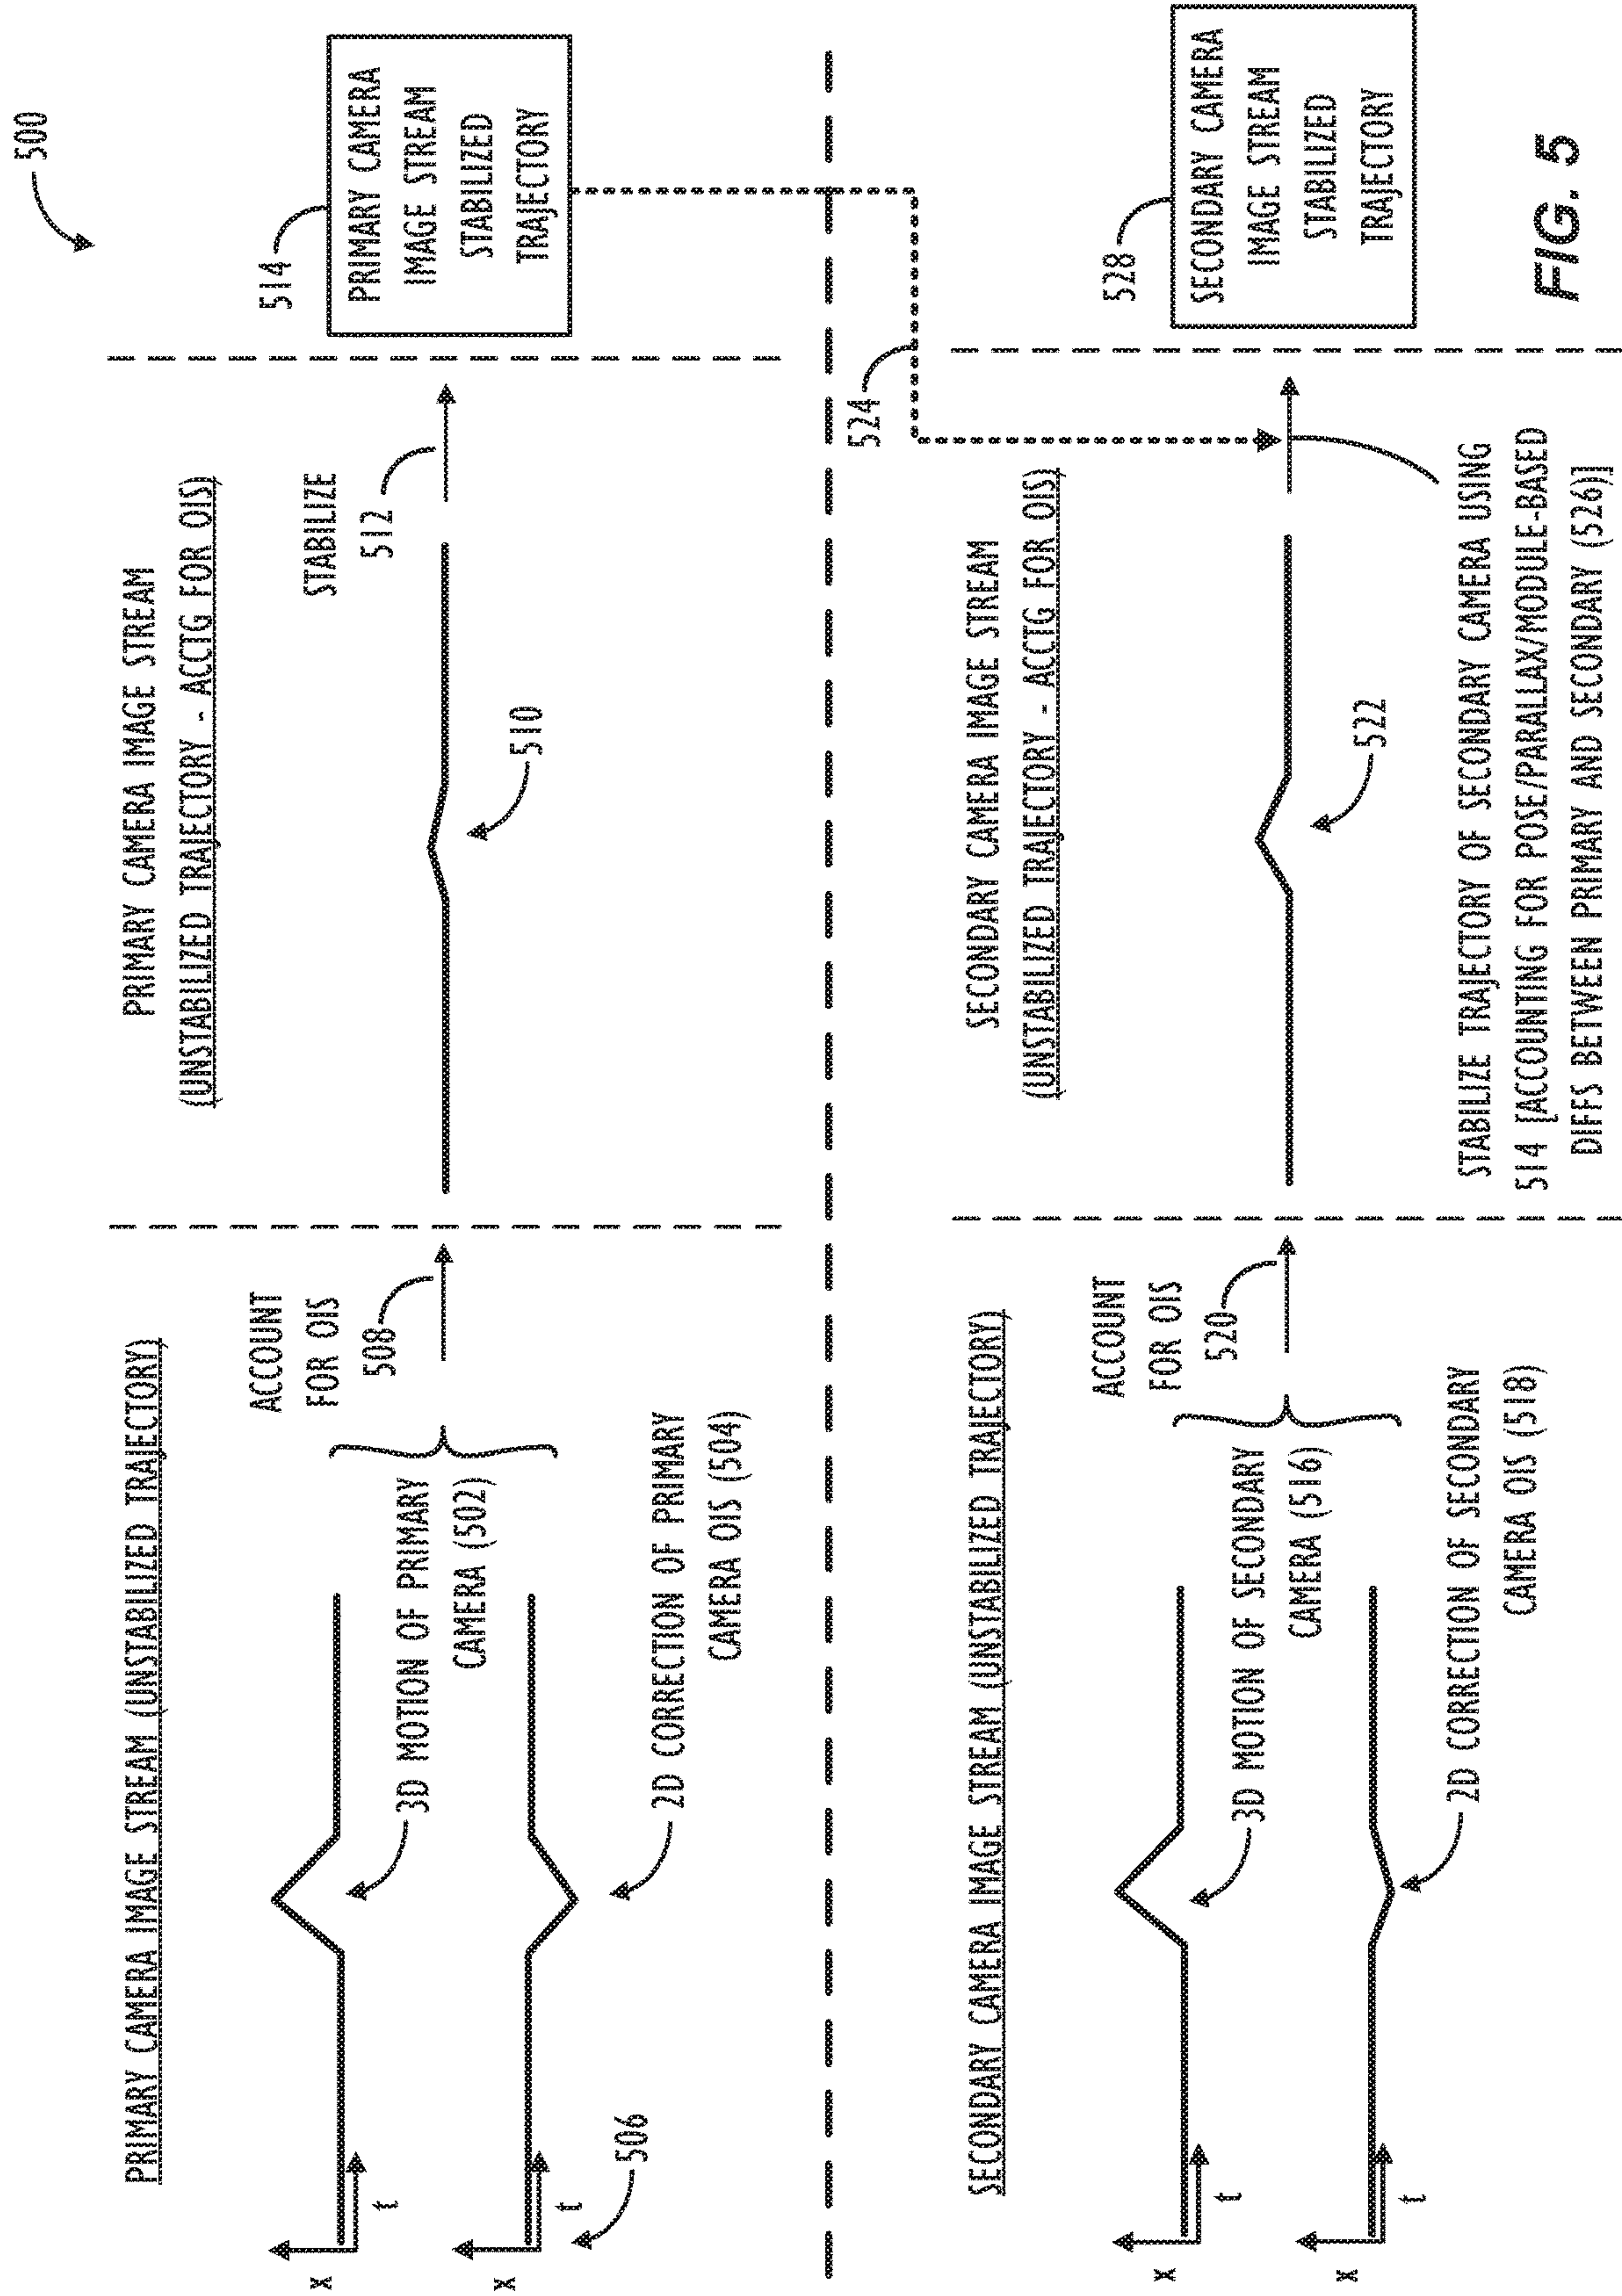 500
PRIMARY CAMERA IMAGE STREAM (UNSTABILIZED TRAJECTORY)
x
t
3D MOTION OF PRIMARY
CAMERA (502)
x
t
506
2D CORRECTION OF PRIMARY
CAMERA OIS (504)
ACCOUNT
FOR OIS
508
PRIMARY CAMERA IMAGE STREAM
(UNSTABILIZED TRAJECTORY - ACCTG FOR OIS)
510
STABILIZE
512
514
PRIMARY CAMERA
IMAGE STREAM
STABILIZED
TRAJECTORY
524
SECONDARY CAMERA IMAGE STREAM (UNSTABILIZED TRAJECTORY)
x
t
3D MOTION OF SECONDARY
CAMERA (516)
x
t
2D CORRECTION OF SECONDARY
CAMERA OIS (518)
ACCOUNT
FOR OIS
520
SECONDARY CAMERA IMAGE STREAM
(UNSTABILIZED TRAJECTORY - ACCTG FOR OIS)
522
STABILIZE TRAJECTORY OF SECONDARY CAMERA USING
514 [ACCOUNTING FOR POSE/PARALLAX/MODULE-BASED
DIFFS BETWEEN PRIMARY AND SECONDARY (526)]
528
SECONDARY CAMERA
IMAGE STREAM
STABILIZED
TRAJECTORY
FIG. 5